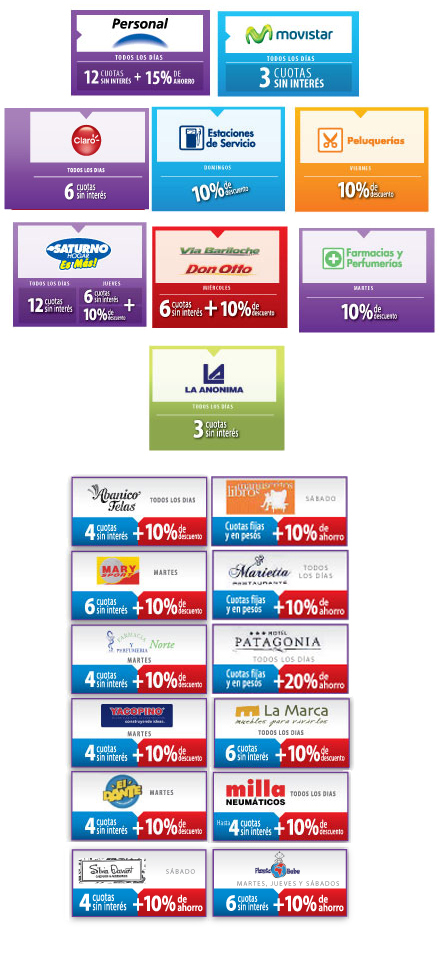 Personal
TODOS LOS DÍAS
12 CUOTAS SIN INTERÉS + 15% DE AHORRO
movistar
TODOS LOS DÍAS
3 CUOTAS SIN INTERÉS
Claro
TODOS LOS DIAS
6 cuotas sin interés
Estaciones de Servicio
DOMINGOS
10% de descuento
Peluquerías
VIERNES
10% de descuento
SATURNO
HOGAR
Es Más!
TODOS LOS DÍAS
12 cuotas sin interés
JUEVES
6 cuotas sin interés +
10% de descuento
Via Bariloche
Don Otto
MIÉRCOLES
6 cuotas sin interés + 10% de descuento
Farmacias y Perfumerías
MARTES
10% de descuento
LA ANONIMA
TODOS LOS DÍAS
3 cuotas sin interés
Abanico Telas
TODOS LOS DIAS
4 cuotas sin interés +10% de descuento
manuscritos libros
SÁBADO
Cuotas fijas y en pesos +10% de ahorro
MARY SPORT
MARTES
6 cuotas sin interés +10% de descuento
Marietta
RESTAURANTE
TODOS LOS DÍAS
Cuotas fijas y en pesos +10% de ahorro
FARMACIA Y PERFUMERIA Norte
MARTES
4 cuotas sin interés +10% de descuento
HOTEL
PATAGONIA
TODOS LOS DÍAS
Cuotas fijas y en pesos +20% de ahorro
YACOPINO
MARTES
4 cuotas sin interés +10% de descuento
La Marca
muebles para vivirlos
TODOS LOS DIAS
6 cuotas sin interés +10% de descuento
El DANTE
MARTES
4 cuotas sin interés +10% de descuento
milla
NEUMÁTICOS
TODOS LOS DIAS
Hasta 4 cuotas sin interés +10% de descuento
SÁBADO
4 cuotas sin interés +10% de ahorro
Planeta Bebe
MARTES, JUEVES Y SÁBADOS
6 cuotas sin interés +10% de ahorro